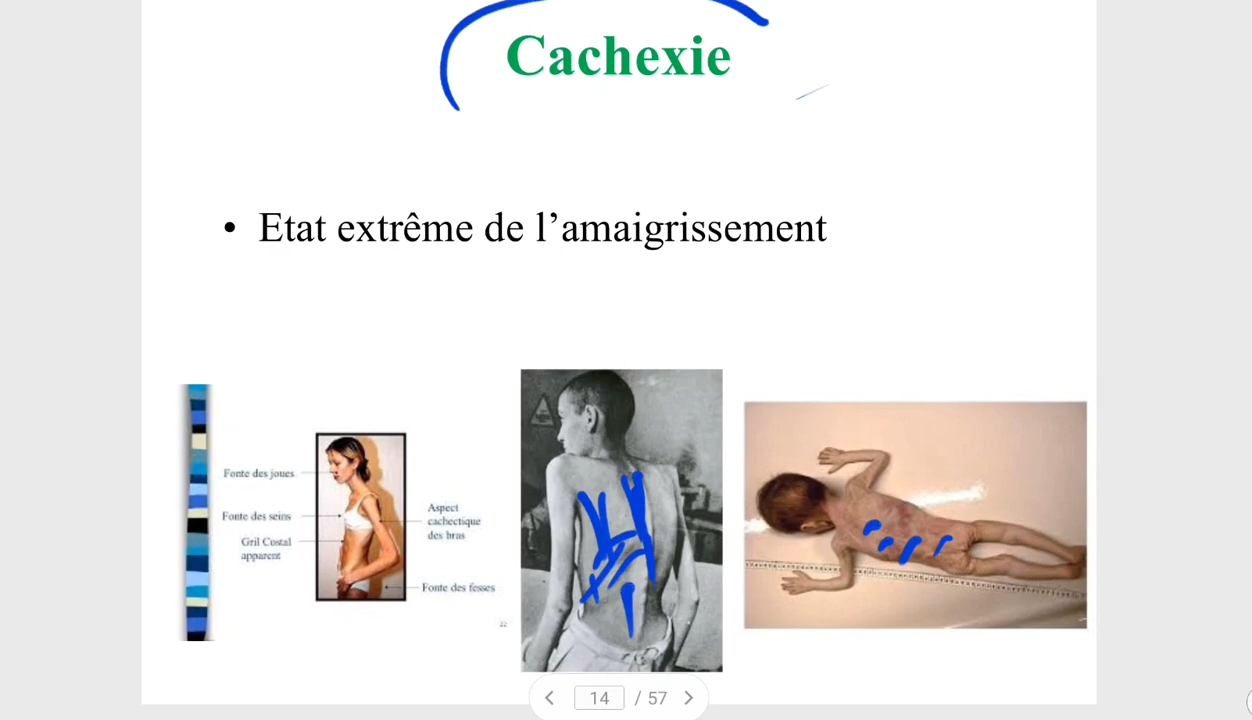 Cachexie
• Etat extrême de l’amaigrissement
Fonte des joues
Fonte des seins
Gril Costal
apparent
Aspect
cachectique
des bras
Fonte des fesses
22
14 / 57